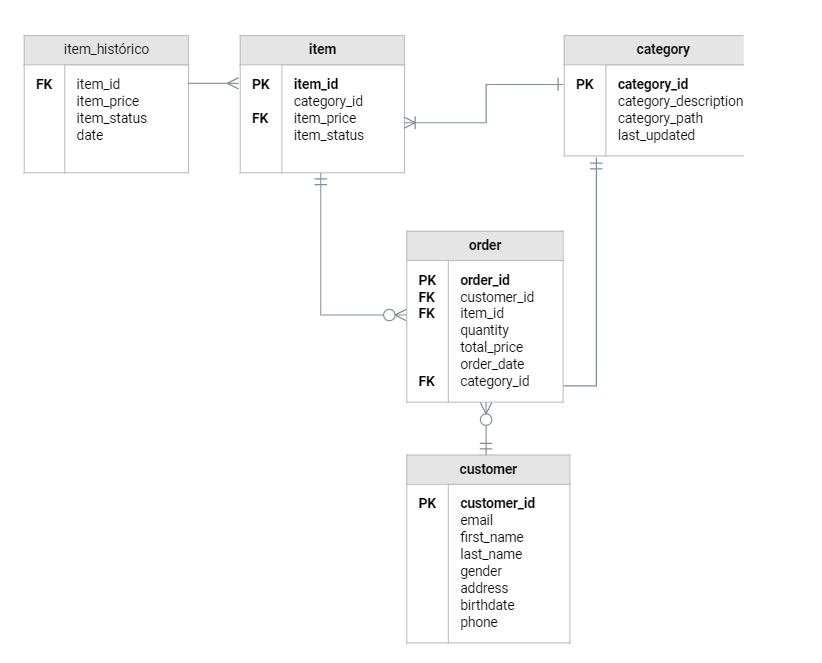 item_histórico
FK item_id
item_price
item_status
date
item
PK item_id
category_id
FK item_price
item_status
category
PK category_id
category_description
category_path
last_updated
order
PK order_id
FK customer_id
FK item_id
quantity
total_price
order_date
FK category_id
customer
PK customer_id
email
first_name
last_name
gender
address
birthdate
phone